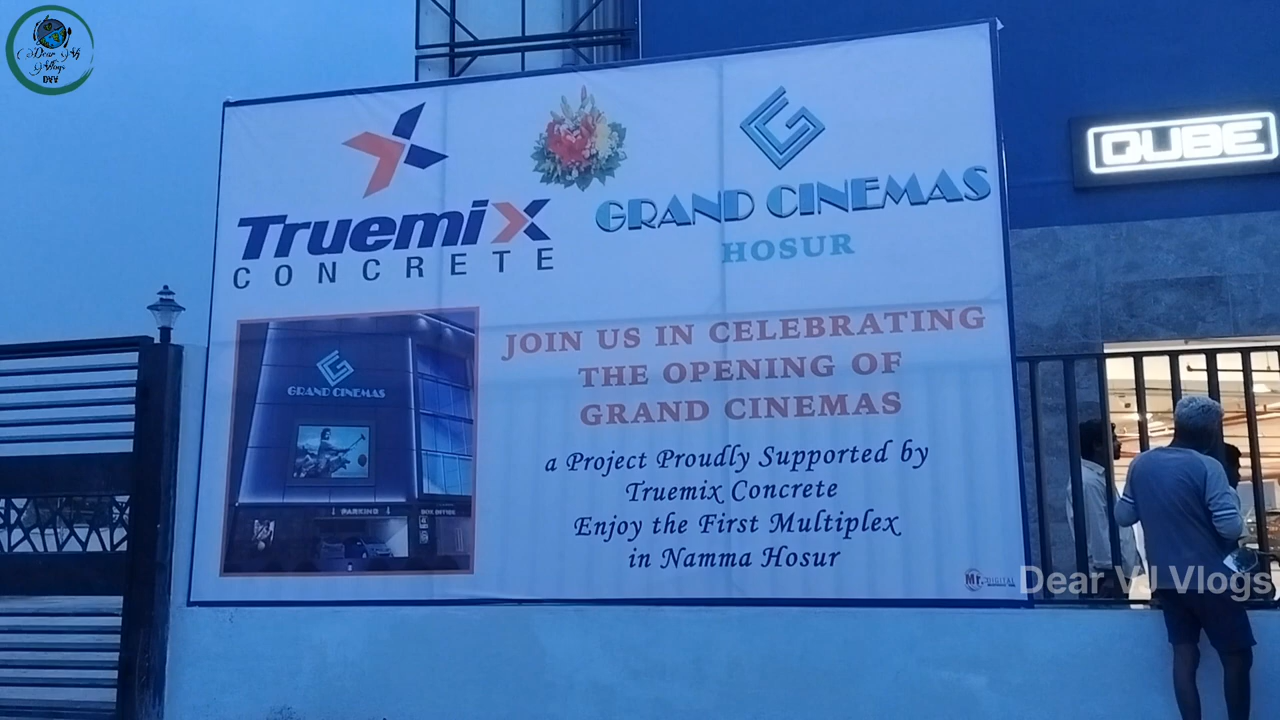 Dear VJ
Vlogs
DVV
Truemix
CONCRETE
GRAND CINEMAS
HOSUR
QUBE
GRAND CINEMAS
PARKING
BOX OFFICE
JOIN US IN CELEBRATING
THE OPENING OF
GRAND CINEMAS
a Project Proudly Supported by
Truemix Concrete
Enjoy the First Multiplex
in Namma Hosur
Mr. DIGITAL
Dear VJ Vlogs